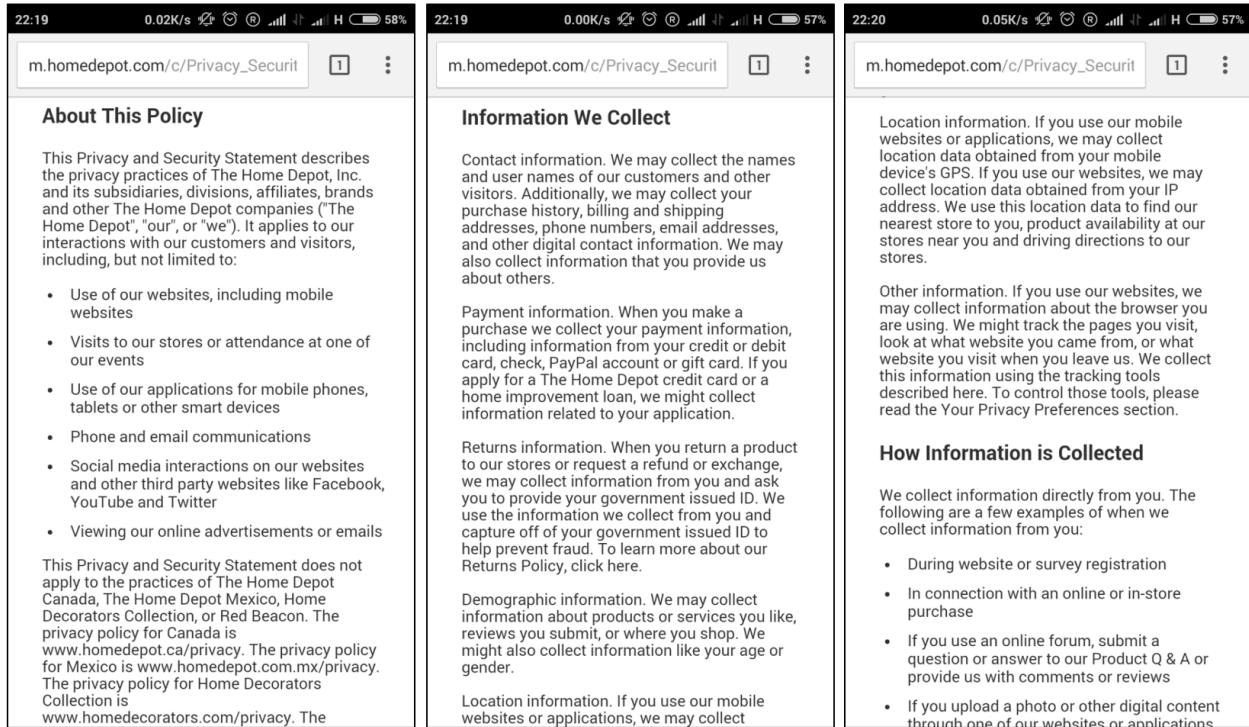 22:19 0.02K/s R H 58%
m.homedepot.com/c/Privacy_Securit 1
About This Policy
This Privacy and Security Statement describes
the privacy practices of The Home Depot, Inc.
and its subsidiaries, divisions, affiliates, brands
and other The Home Depot companies ("The
Home Depot", "our", or "we"). It applies to our
interactions with our customers and visitors,
including, but not limited to:
• Use of our websites, including mobile
websites
• Visits to our stores or attendance at one of
our events
• Use of our applications for mobile phones,
tablets or other smart devices
• Phone and email communications
• Social media interactions on our websites
and other third party websites like Facebook,
YouTube and Twitter
• Viewing our online advertisements or emails
This Privacy and Security Statement does not
apply to the practices of The Home Depot
Canada, The Home Depot Mexico, Home
Decorators Collection, or Red Beacon. The
privacy policy for Canada is
www.homedepot.ca/privacy. The privacy policy
for Mexico is www.homedepot.com.mx/privacy.
The privacy policy for Home Decorators
Collection is
www.homedecorators.com/privacy. The
22:19 0.00K/s R H 57%
m.homedepot.com/c/Privacy_Securit 1
Information We Collect
Contact information. We may collect the names
and user names of our customers and other
visitors. Additionally, we may collect your
purchase history, billing and shipping
addresses, phone numbers, email addresses,
and other digital contact information. We may
also collect information that you provide us
about others.
Payment information. When you make a
purchase we collect your payment information,
including information from your credit or debit
card, check, PayPal account or gift card. If you
apply for a The Home Depot credit card or a
home improvement loan, we might collect
information related to your application.
Returns information. When you return a product
to our stores or request a refund or exchange,
we may collect information from you and ask
you to provide your government issued ID. We
use the information we collect from you and
capture off of your government issued ID to
help prevent fraud. To learn more about our
Returns Policy, click here.
Demographic information. We may collect
information about products or services you like,
reviews you submit, or where you shop. We
might also collect information like your age or
gender.
Location information. If you use our mobile
websites or applications, we may collect
22:20 0.05K/s R H 57%
m.homedepot.com/c/Privacy_Securit 1
Location information. If you use our mobile
websites or applications, we may collect
location data obtained from your mobile
device's GPS. If you use our websites, we may
collect location data obtained from your IP
address. We use this location data to find our
nearest store to you, product availability at our
stores near you and driving directions to our
stores.
Other information. If you use our websites, we
may collect information about the browser you
are using. We might track the pages you visit,
look at what website you came from, or what
website you visit when you leave us. We collect
this information using the tracking tools
described here. To control those tools, please
read the Your Privacy Preferences section.
How Information is Collected
We collect information directly from you. The
following are a few examples of when we
collect information from you:
• During website or survey registration
• In connection with an online or in-store
purchase
• If you use an online forum, submit a
question or answer to our Product Q & A or
provide us with comments or reviews
• If you upload a photo or other digital content
through one of our websites or applications